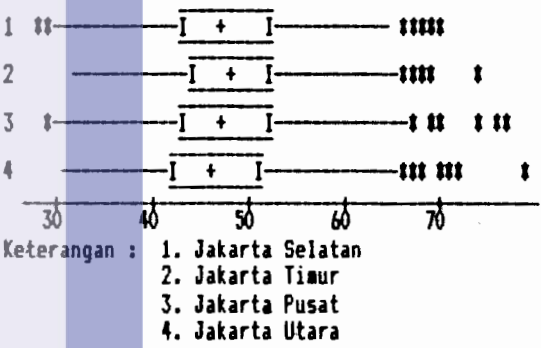 1
2
3
4
30 40 50 60 70
Keterangan : 1. Jakarta Selatan
2. Jakarta Timur
3. Jakarta Pusat
4. Jakarta Utara